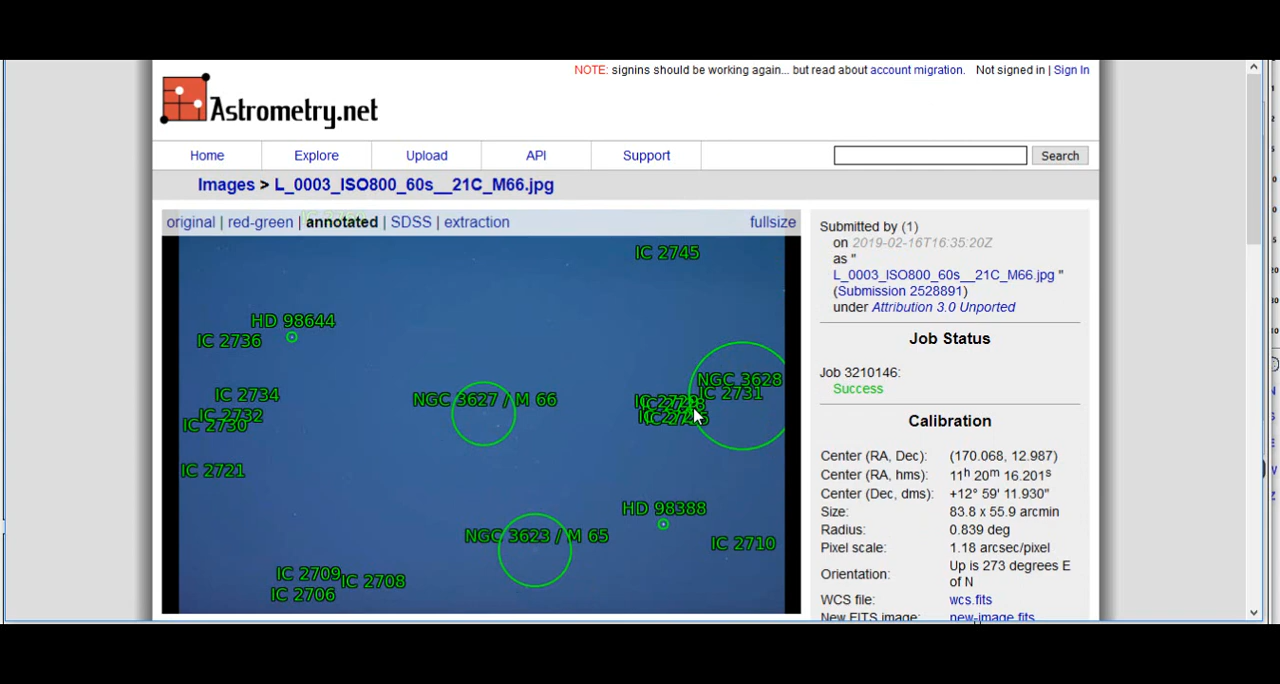 NOTE: signins should be working again... but read about account migration. Not signed in | Sign In
Astrometry.net
Home Explore Upload API Support Search
Images > L_0003_ISO800_60s__21C_M66.jpg
original | red-green | annotated | SDSS | extraction fullsize
IC 2745
HD 98644
IC 2736
NGC 3628
IC 2731
IC 2734
NGC 3627 / M 66
IC 2732
IC 2730
IC 2721
HD 98388
NGC 3623 / M 65
IC 2710
IC 2709
IC 2708
IC 2706
Submitted by (1)
on 2019-02-16T16:35:20Z
as "
L_0003_ISO800_60s__21C_M66.jpg "
(Submission 2528891)
under Attribution 3.0 Unported
Job Status
Job 3210146:
Success
Calibration
Center (RA, Dec): (170.068, 12.987)
Center (RA, hms): 11h 20m 16.201s
Center (Dec, dms): +12° 59' 11.930"
Size: 83.8 x 55.9 arcmin
Radius: 0.839 deg
Pixel scale: 1.18 arcsec/pixel
Orientation: Up is 273 degrees E of N
WCS file: wcs.fits
New FITS image: new-image.fits